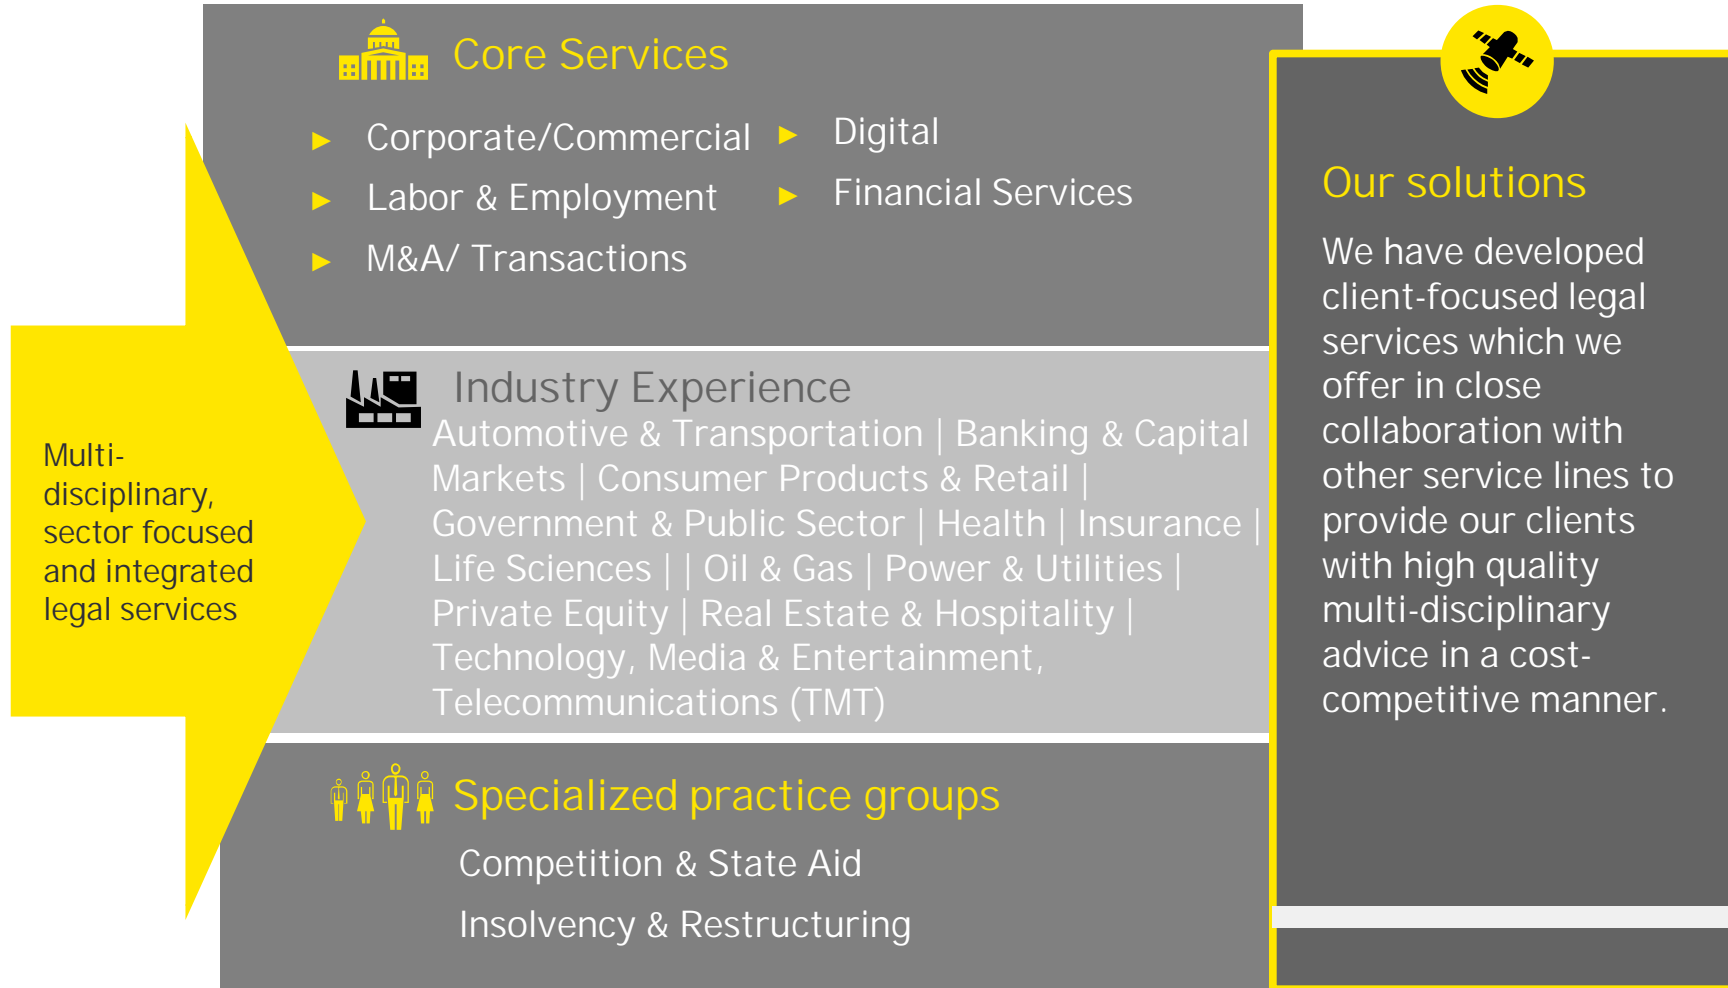 Multi-
disciplinary,
sector focused
and integrated
legal services
Core Services
► Corporate/Commercial
► Labor & Employment
► M&A/ Transactions
► Digital
► Financial Services
Industry Experience
Automotive & Transportation | Banking & Capital
Markets | Consumer Products & Retail |
Government & Public Sector | Health | Insurance |
Life Sciences | | Oil & Gas | Power & Utilities |
Private Equity | Real Estate & Hospitality |
Technology, Media & Entertainment,
Telecommunications (TMT)
Specialized practice groups
Competition & State Aid
Insolvency & Restructuring
Our solutions
We have developed
client-focused legal
services which we
offer in close
collaboration with
other service lines to
provide our clients
with high quality
multi-disciplinary
advice in a cost-
competitive manner.